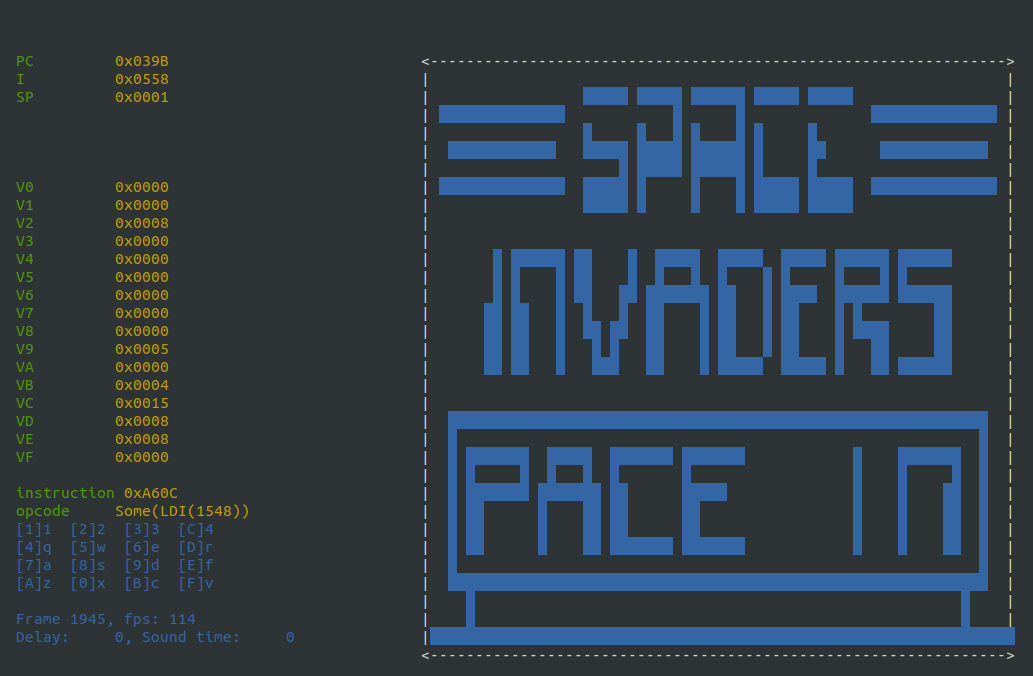 PC 0x039B
I 0x0558
SP 0x0001
V0 0x0000
V1 0x0000
V2 0x0008
V3 0x0000
V4 0x0000
V5 0x0000
V6 0x0000
V7 0x0000
V8 0x0000
V9 0x0005
VA 0x0000
VB 0x0004
VC 0x0015
VD 0x0008
VE 0x0008
VF 0x0000
instruction 0xA60C
opcode Some(LDI(1548))
[1]1 [2]2 [3]3 [C]4
[4]q [5]w [6]e [D]r
[7]a [8]s [9]d [E]f
[A]z [0]x [B]c [F]v
Frame 1945, fps: 114
Delay: 0, Sound time: 0
SPACE
INVADERS
PACE IN